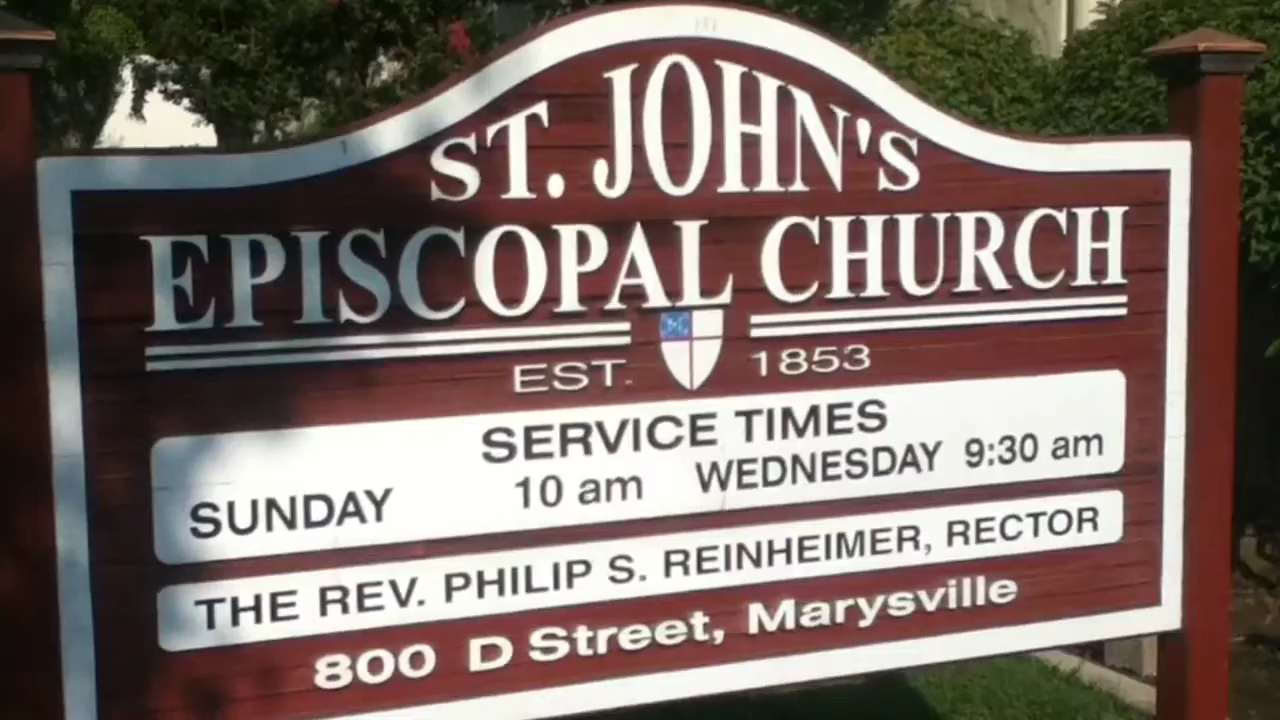 ST. JOHN'S
EPISCOPAL CHURCH
EST. 1853
SERVICE TIMES
SUNDAY 10 am WEDNESDAY 9:30 am
THE REV. PHILIP S. REINHEIMER, RECTOR
800 D Street, Marysville